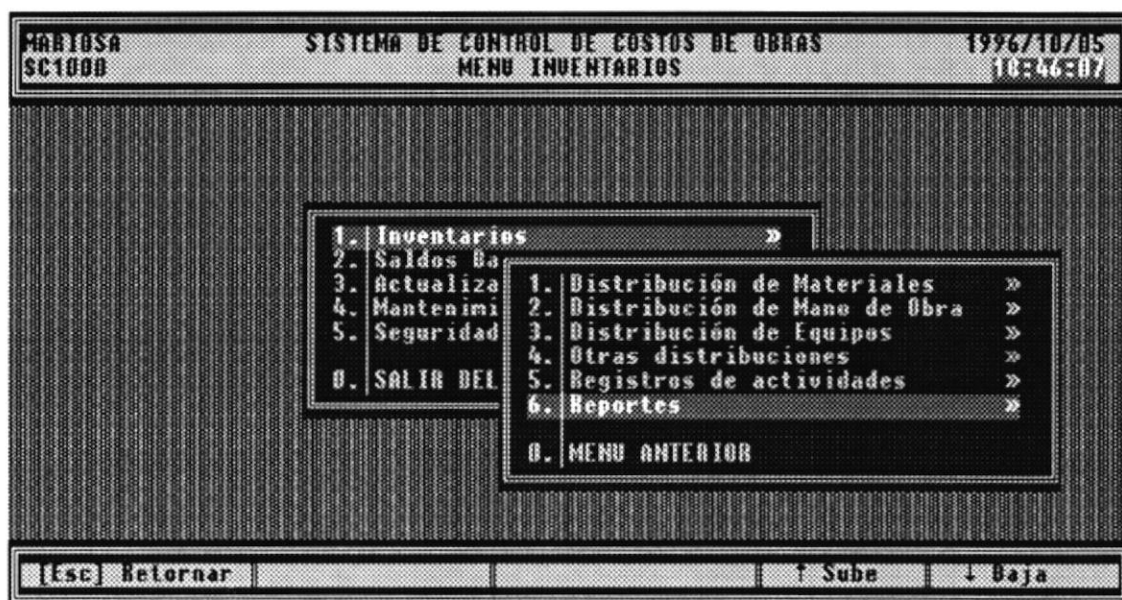 MARIOSA SISTEMA DE CONTROL DE COSTOS DE OBRAS 1996/10/05
SC1000 MENU INVENTARIOS 10:46:07
1. Inventarios »
2. Saldos Ba
3. Actualiza
4. Mantenimi
5. Seguridad
0. SALIR DEL
1. Distribución de Materiales »
2. Distribución de Mano de Obra »
3. Distribución de Equipos »
4. Otras distribuciones »
5. Registros de actividades »
6. Reportes »
0. MENU ANTERIOR
[Esc] Retornar ↑ Sube ↓ Baja